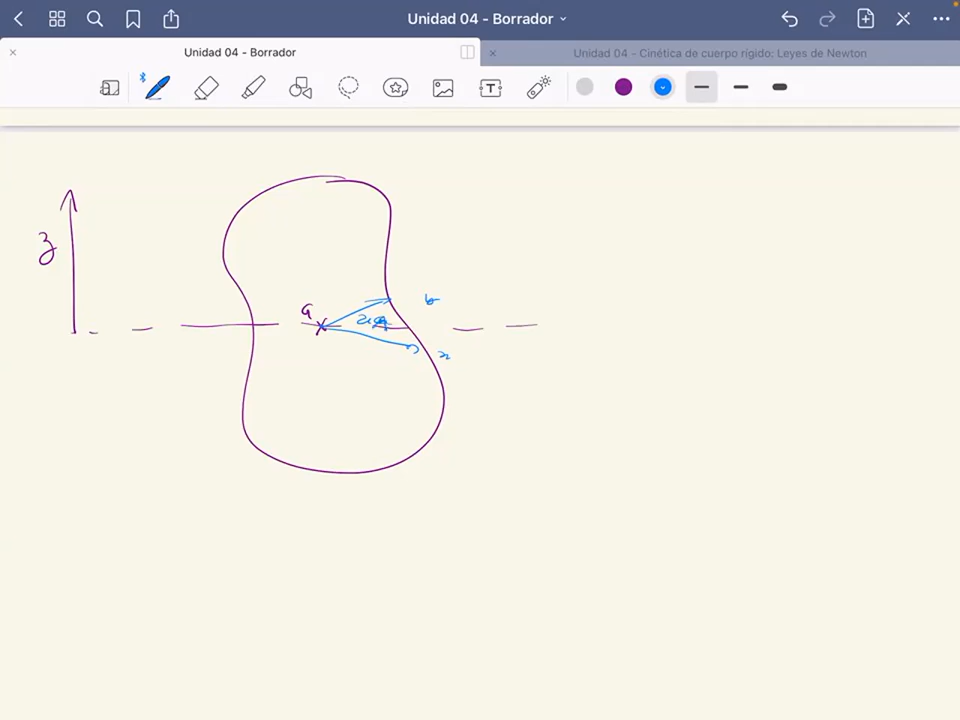 Unidad 04 - Borrador
Unidad 04 - Borrador
Unidad 04 - Cinética de cuerpo rígido: Leyes de Newton
T
z
G